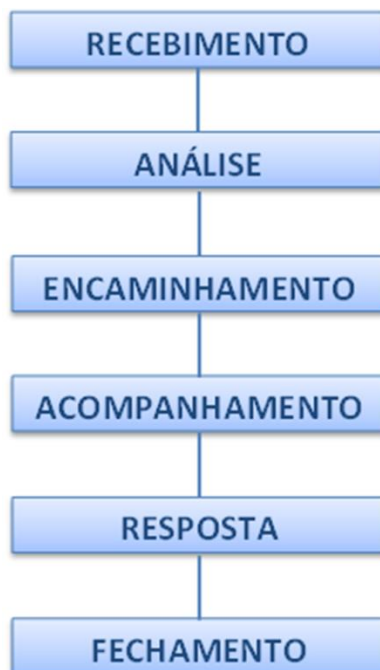 RECEBIMENTO
ANÁLISE
ENCAMINHAMENTO
ACOMPANHAMENTO
RESPOSTA
FECHAMENTO